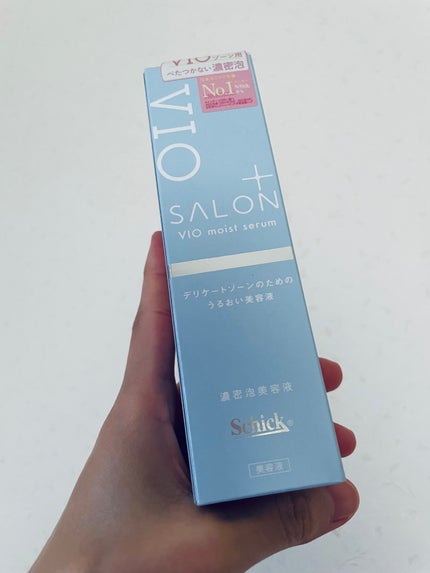 VIOゾーン用
べたつかない濃密泡
No.1
VIO
+
SALON
VIO moist serum
デリケートゾーンのための
うるおい美容液
濃密泡美容液
Schick®
美容液